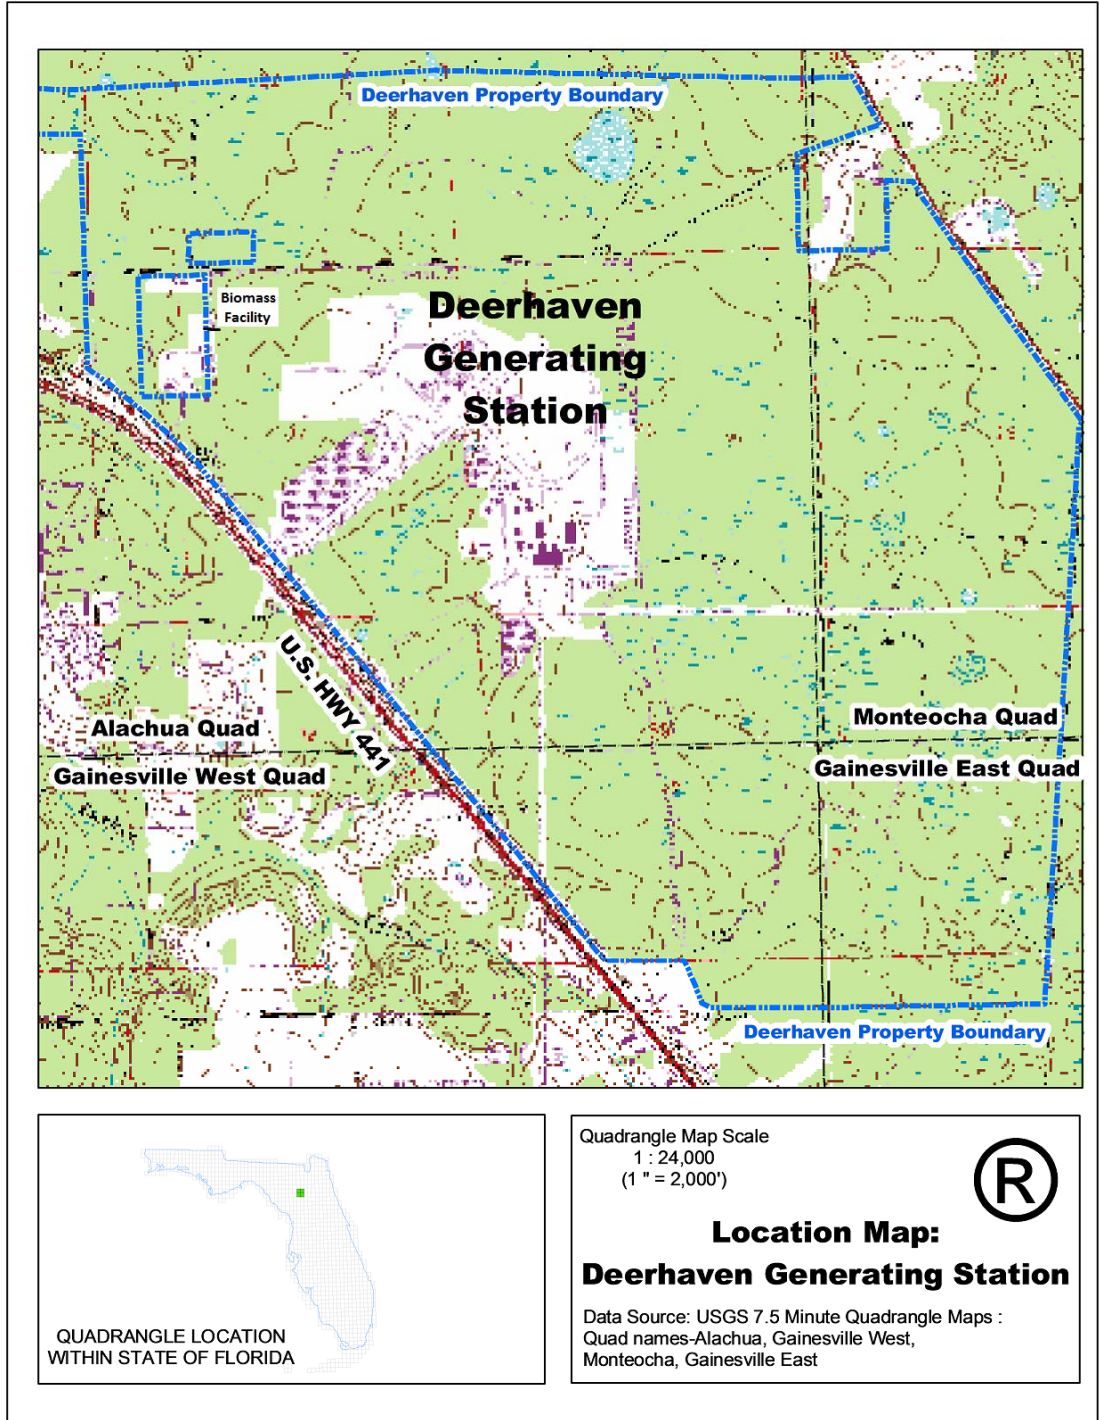 Deerhaven Property Boundary
Biomass
Facility
Deerhaven
Generating
Station
U.S. HWY 441
Alachua Quad
Monteocha Quad
Gainesville West Quad
Gainesville East Quad
Deerhaven Property Boundary
QUADRANGLE LOCATION
WITHIN STATE OF FLORIDA
Quadrangle Map Scale
1 : 24,000
(1 " = 2,000')
®
Location Map:
Deerhaven Generating Station
Data Source: USGS 7.5 Minute Quadrangle Maps :
Quad names-Alachua, Gainesville West,
Monteocha, Gainesville East